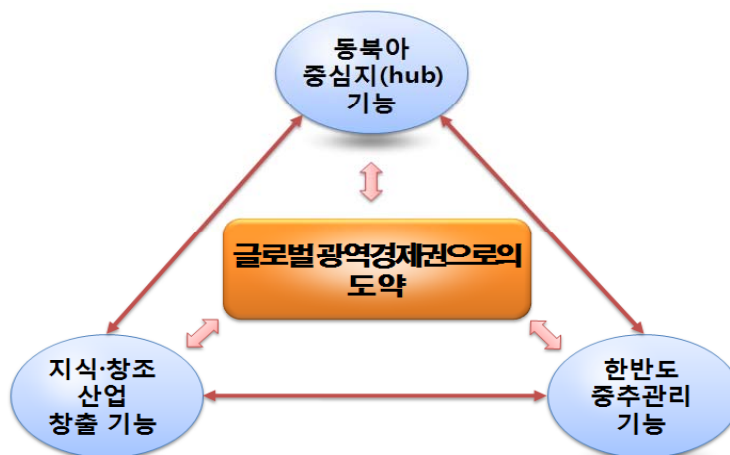 동북아
중심지(hub)
기능
글로벌 광역경제권으로의
도약
지식·창조
산업
창출 기능
한반도
중추관리
기능